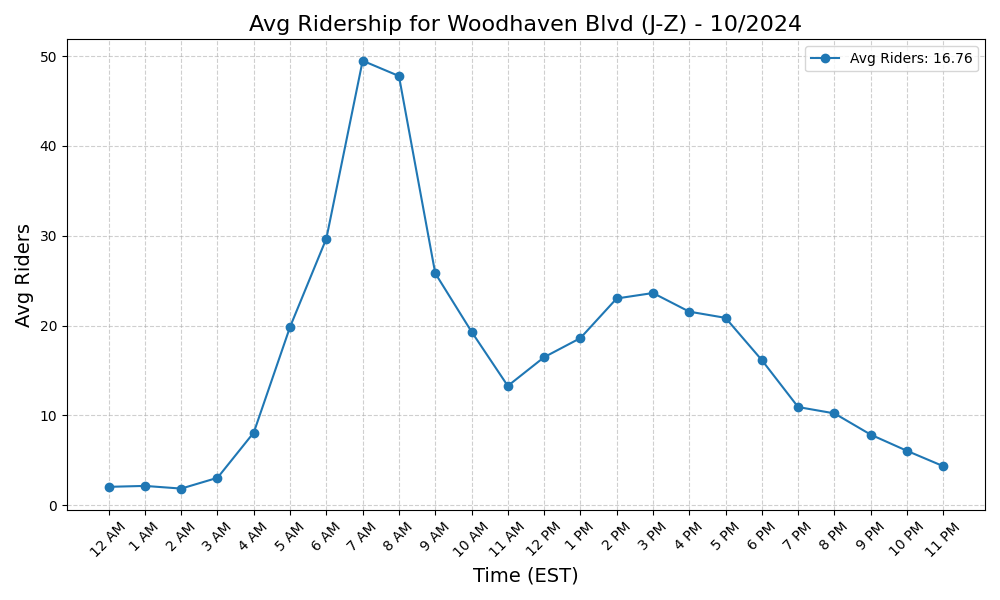 Avg Ridership for Woodhaven Blvd (J-Z) - 10/2024
Avg Riders: 16.76
Avg Riders
50
40
30
20
10
0
12 AM
1 AM
2 AM
3 AM
4 AM
5 AM
6 AM
7 AM
8 AM
9 AM
10 AM
11 AM
12 PM
1 PM
2 PM
3 PM
4 PM
5 PM
6 PM
7 PM
8 PM
9 PM
10 PM
11 PM
Time (EST)